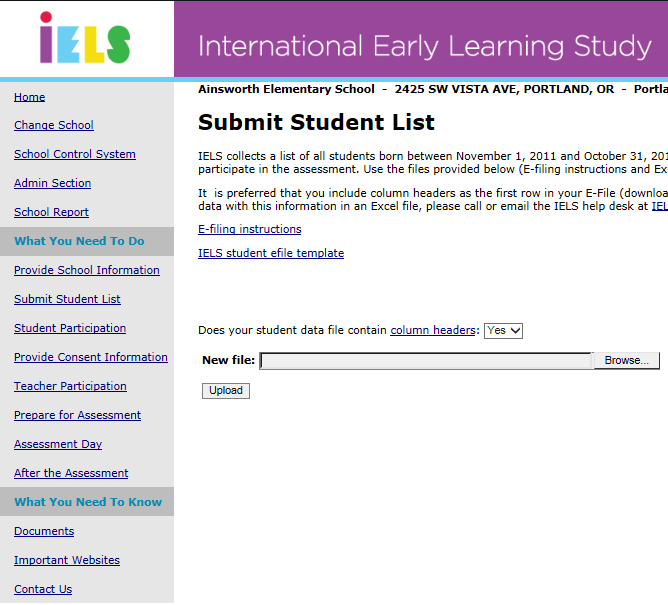 iELS
International Early Learning Study
Ainsworth Elementary School - 2425 SW VISTA AVE, PORTLAND, OR - Portla
Home
Change School
School Control System
Admin Section
School Report
What You Need To Do
Provide School Information
Submit Student List
Student Participation
Provide Consent Information
Teacher Participation
Prepare for Assessment
Assessment Day
After the Assessment
What You Need To Know
Documents
Important Websites
Contact Us
Submit Student List
IELS collects a list of all students born between November 1, 2011 and October 31, 201
participate in the assessment. Use the files provided below (E-filing instructions and Ex
It is preferred that you include column headers as the first row in your E-File (downloa
data with this information in an Excel file, please call or email the IELS help desk at IEL
E-filing instructions
IELS student efile template
Does your student data file contain column headers: Yes
New file: Browse...
Upload